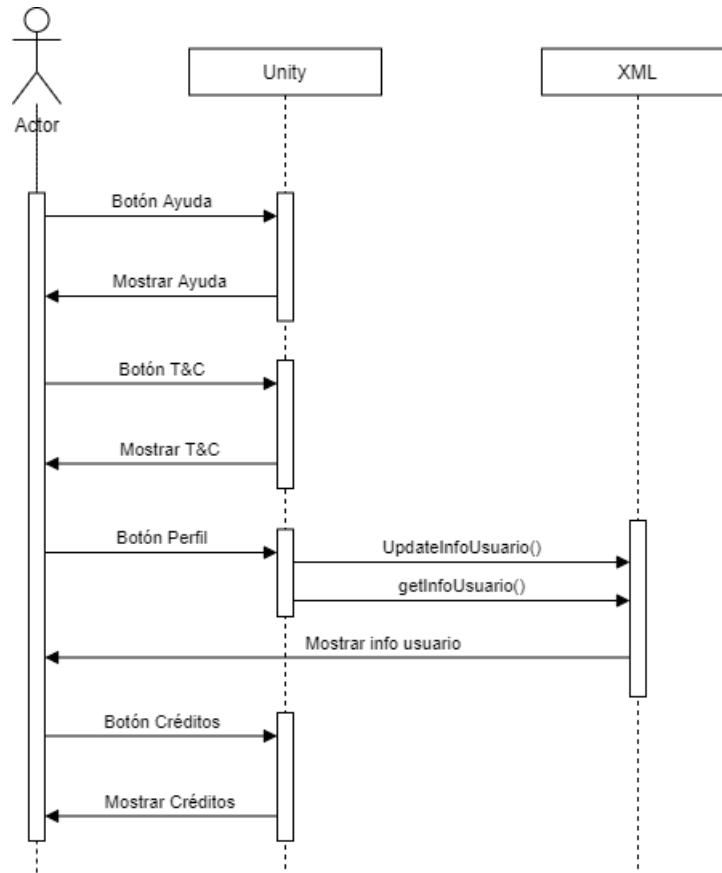 Unity
XML
Actor
Botón Ayuda
Mostrar Ayuda
Botón T&C
Mostrar T&C
Botón Perfil
UpdateInfoUsuario()
getInfoUsuario()
Mostrar info usuario
Botón Créditos
Mostrar Créditos